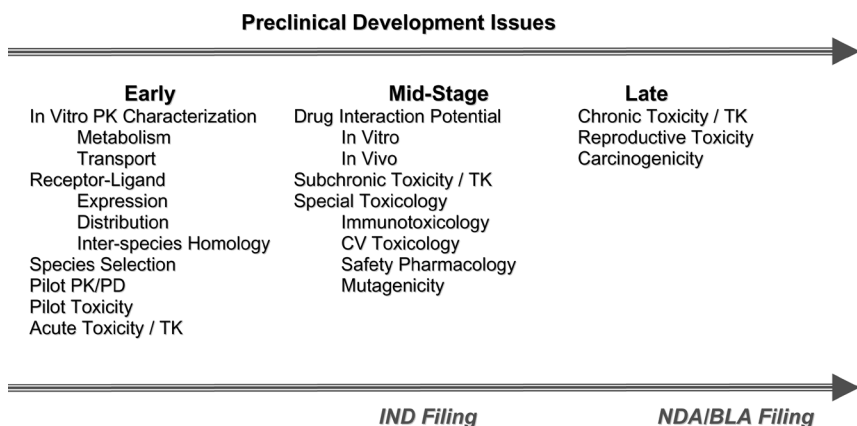 Preclinical Development Issues
Early
In Vitro PK Characterization
Metabolism
Transport
Receptor-Ligand
Expression
Distribution
Inter-species Homology
Species Selection
Pilot PK/PD
Pilot Toxicity
Acute Toxicity / TK
Mid-Stage
Drug Interaction Potential
In Vitro
In Vivo
Subchronic Toxicity / TK
Special Toxicology
Immunotoxicology
CV Toxicology
Safety Pharmacology
Mutagenicity
Late
Chronic Toxicity / TK
Reproductive Toxicity
Carcinogenicity
IND Filing
NDA/BLA Filing